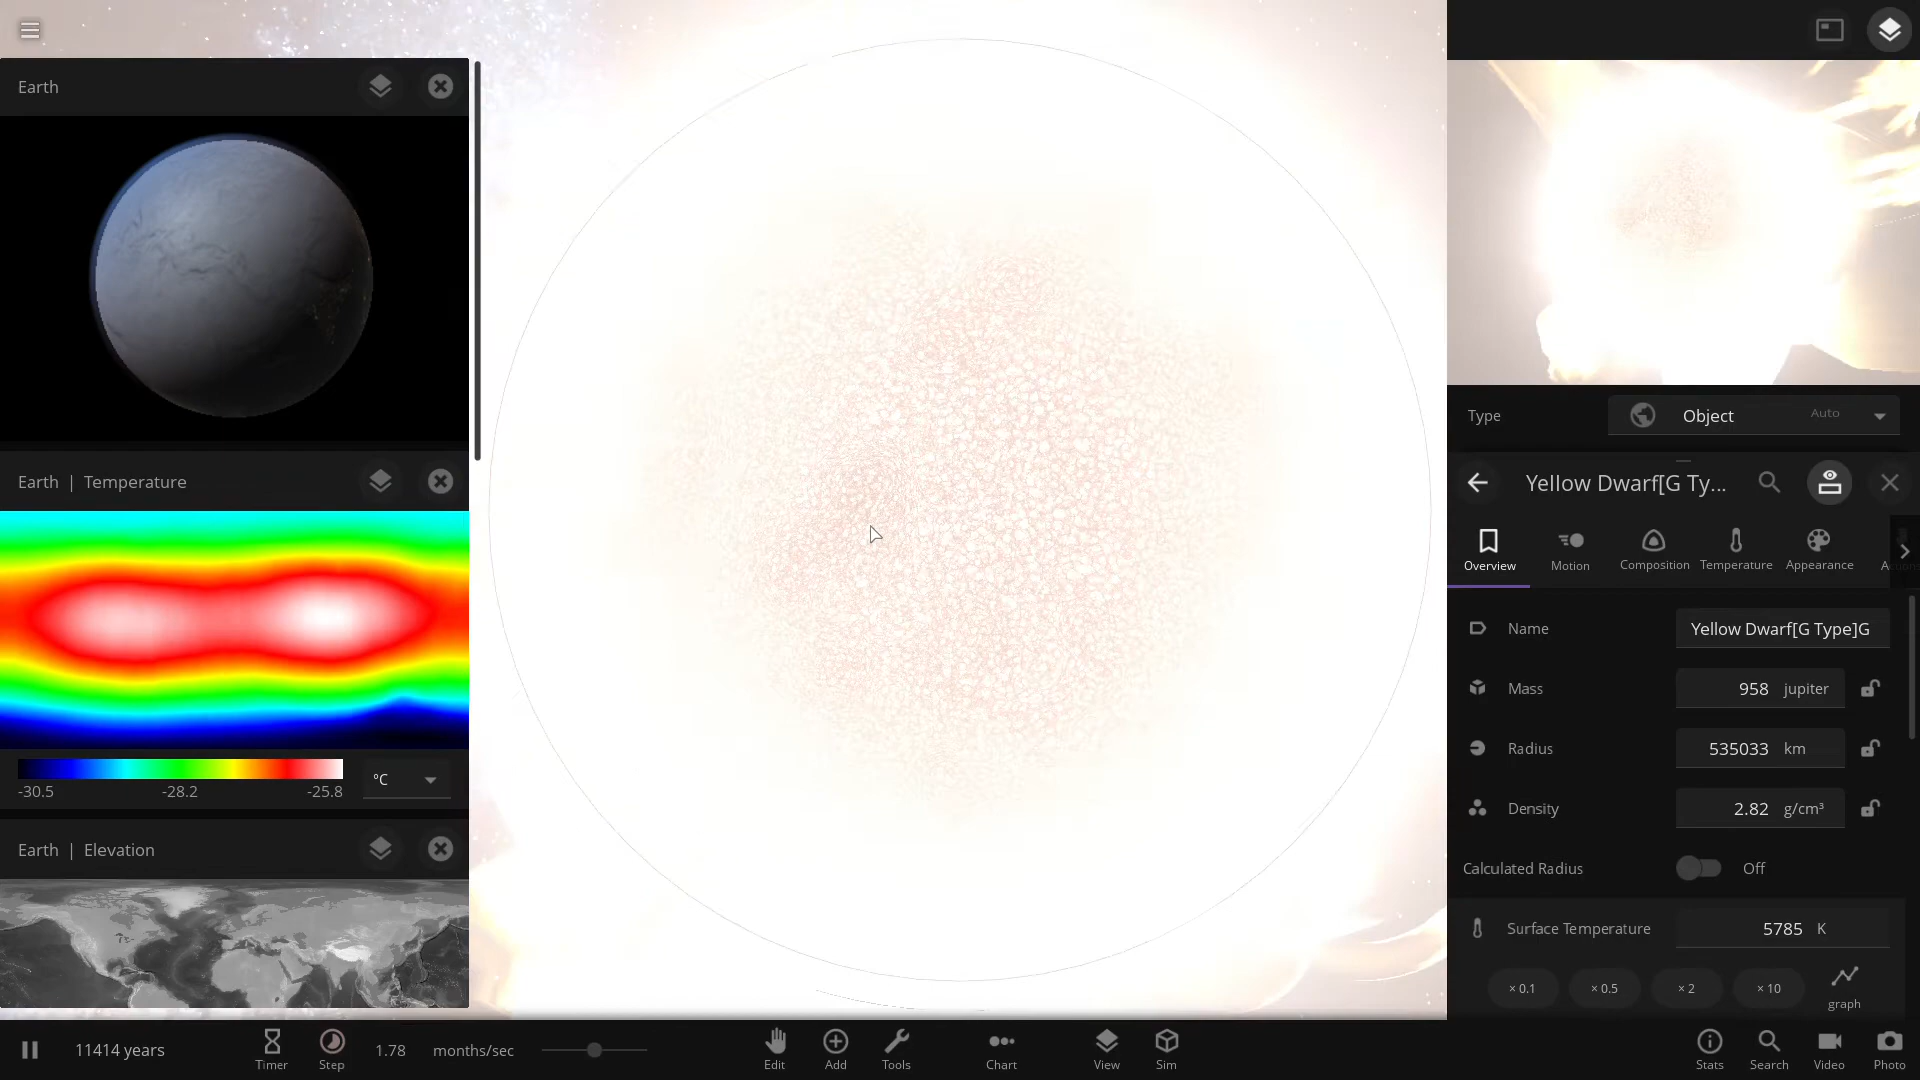 Earth
Earth | Temperature
-30.5 -28.2 -25.8
°C
Earth | Elevation
Type Object Auto
Yellow Dwarf[G Ty...
Overview Motion Composition Temperature Appearance
Name Yellow Dwarf[G Type]G
Mass 958 jupiter
Radius 535033 km
Density 2.82 g/cm³
Calculated Radius Off
Surface Temperature 5785 K
× 0.1 × 0.5 × 2 × 10 graph
11414 years Timer Step 1.78 months/sec Edit Add Tools Chart View Sim Stats Search Video Photo